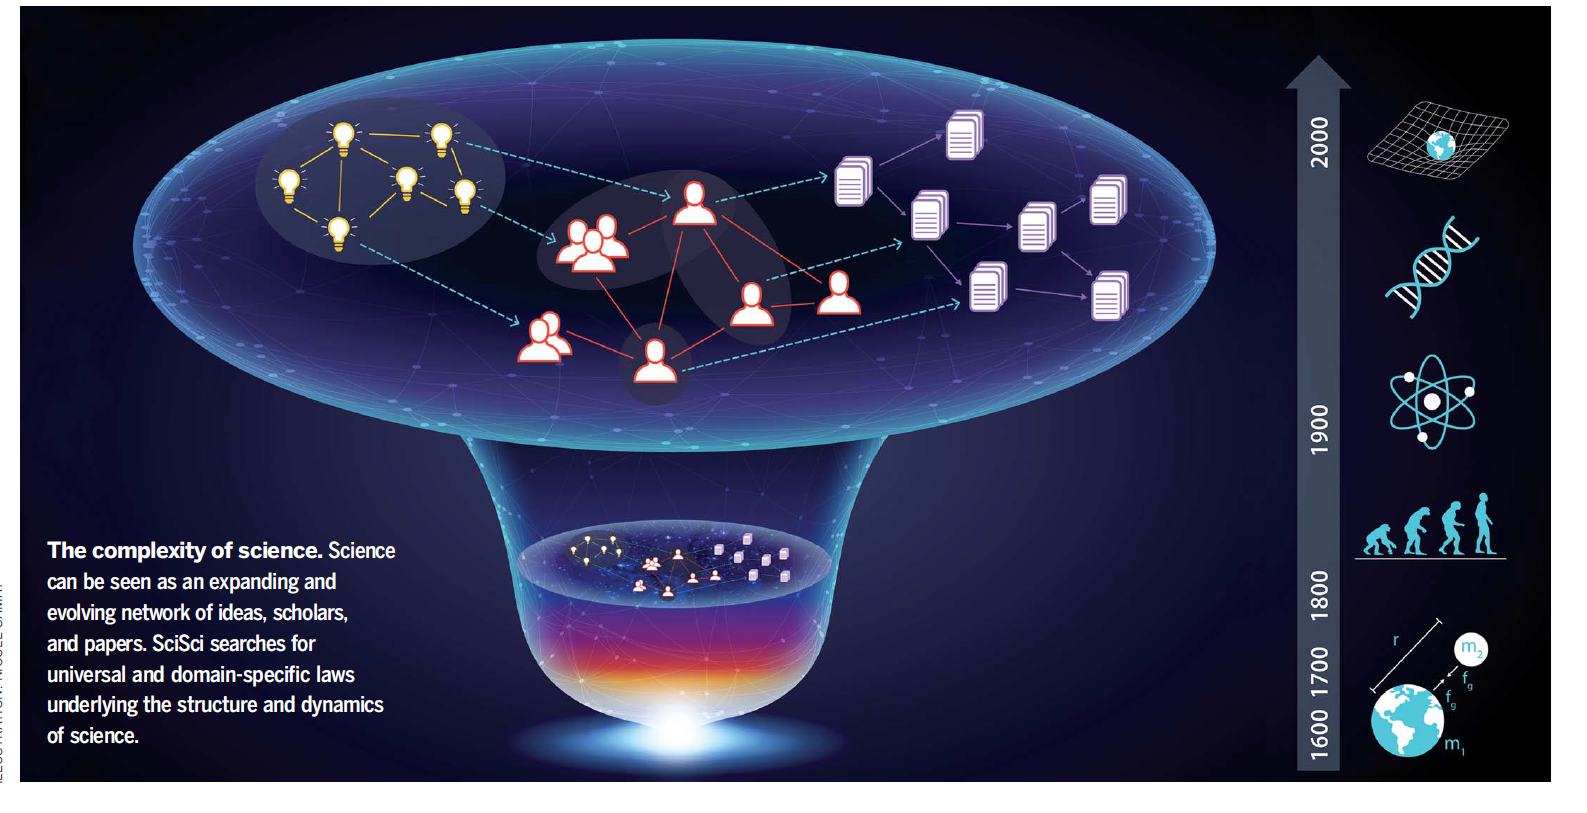 The complexity of science. Science
can be seen as an expanding and
evolving network of ideas, scholars,
and papers. SciSci searches for
universal and domain-specific laws
underlying the structure and dynamics
of science.
2000
1900
1800
1700
1600
r
m2
fg
fg
m1